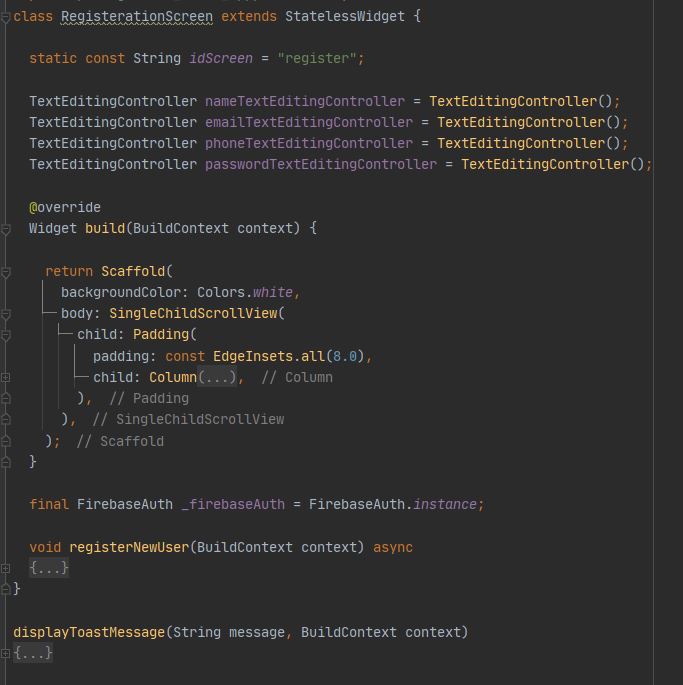 class RegisterationScreen extends StatelessWidget {
static const String idScreen = "register";
TextEditingController nameTextEditingController = TextEditingController();
TextEditingController emailTextEditingController = TextEditingController();
TextEditingController phoneTextEditingController = TextEditingController();
TextEditingController passwordTextEditingController = TextEditingController();
@override
Widget build(BuildContext context) {
return Scaffold(
backgroundColor: Colors.white,
body: SingleChildScrollView(
child: Padding(
padding: const EdgeInsets.all(8.0),
child: Column(...), // Column
), // Padding
), // SingleChildScrollView
); // Scaffold
}
final FirebaseAuth _firebaseAuth = FirebaseAuth.instance;
void registerNewUser(BuildContext context) async
{...}
}
displayToastMessage(String message, BuildContext context)
{...}